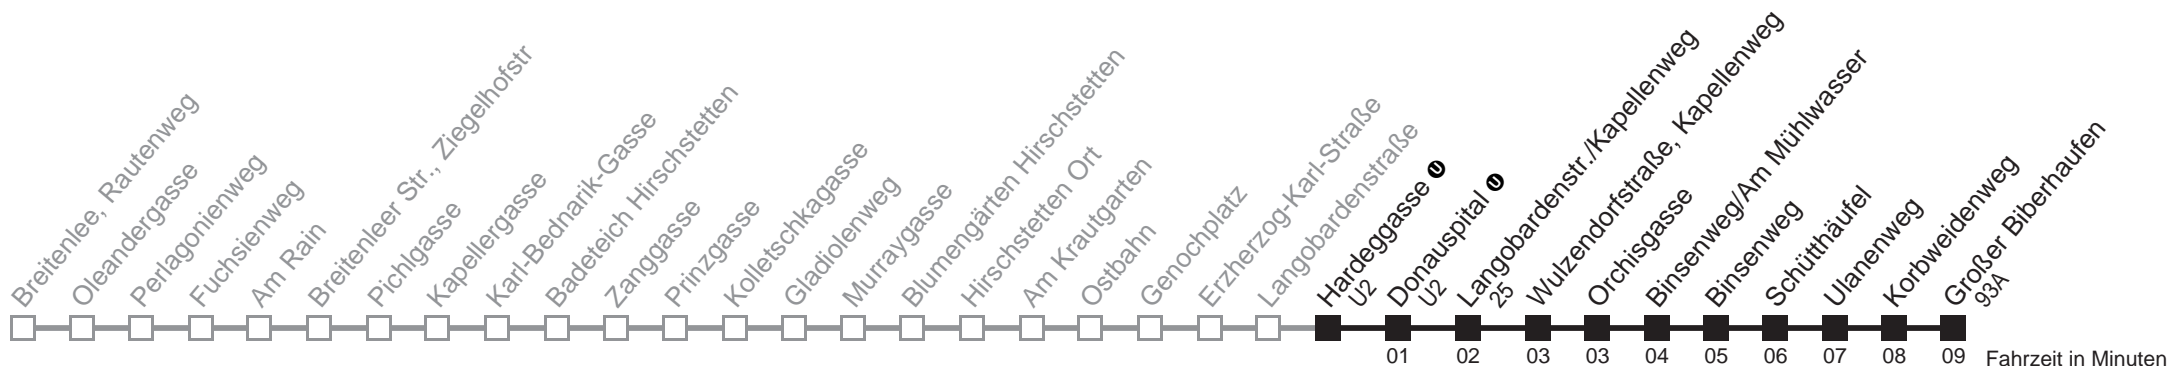 Breitenlee, Rautenweg
Oleandergasse
Perlagonienweg
Fuchsienweg
Am Rain
Breitenleer Str., Ziegelhofstr
Pichlgasse
Kapellergasse
Karl-Bednarik-Gasse
Badeteich Hirschstetten
Zanggasse
Prinzgasse
Kolletschkagasse
Gladiolenweg
Murraygasse
Blumengärten Hirschstetten
Hirschstetten Ort
Am Krautgarten
Ostbahn
Genochplatz
Erzherzog-Karl-Straße
Langobardenstraße
Hardeggasse U
U2
Donauspital U
U2
Langobardenstr./Kapellenweg
25
Wulzendorfstraße, Kapellenweg
Orchisgasse
Binsenweg/Am Mühlwasser
Binsenweg
Schütthäufel
Ulanenweg
Korbweidenweg
Großer Biberhaufen
93A
01 02 03 03 04 05 06 07 08 09 Fahrzeit in Minuten